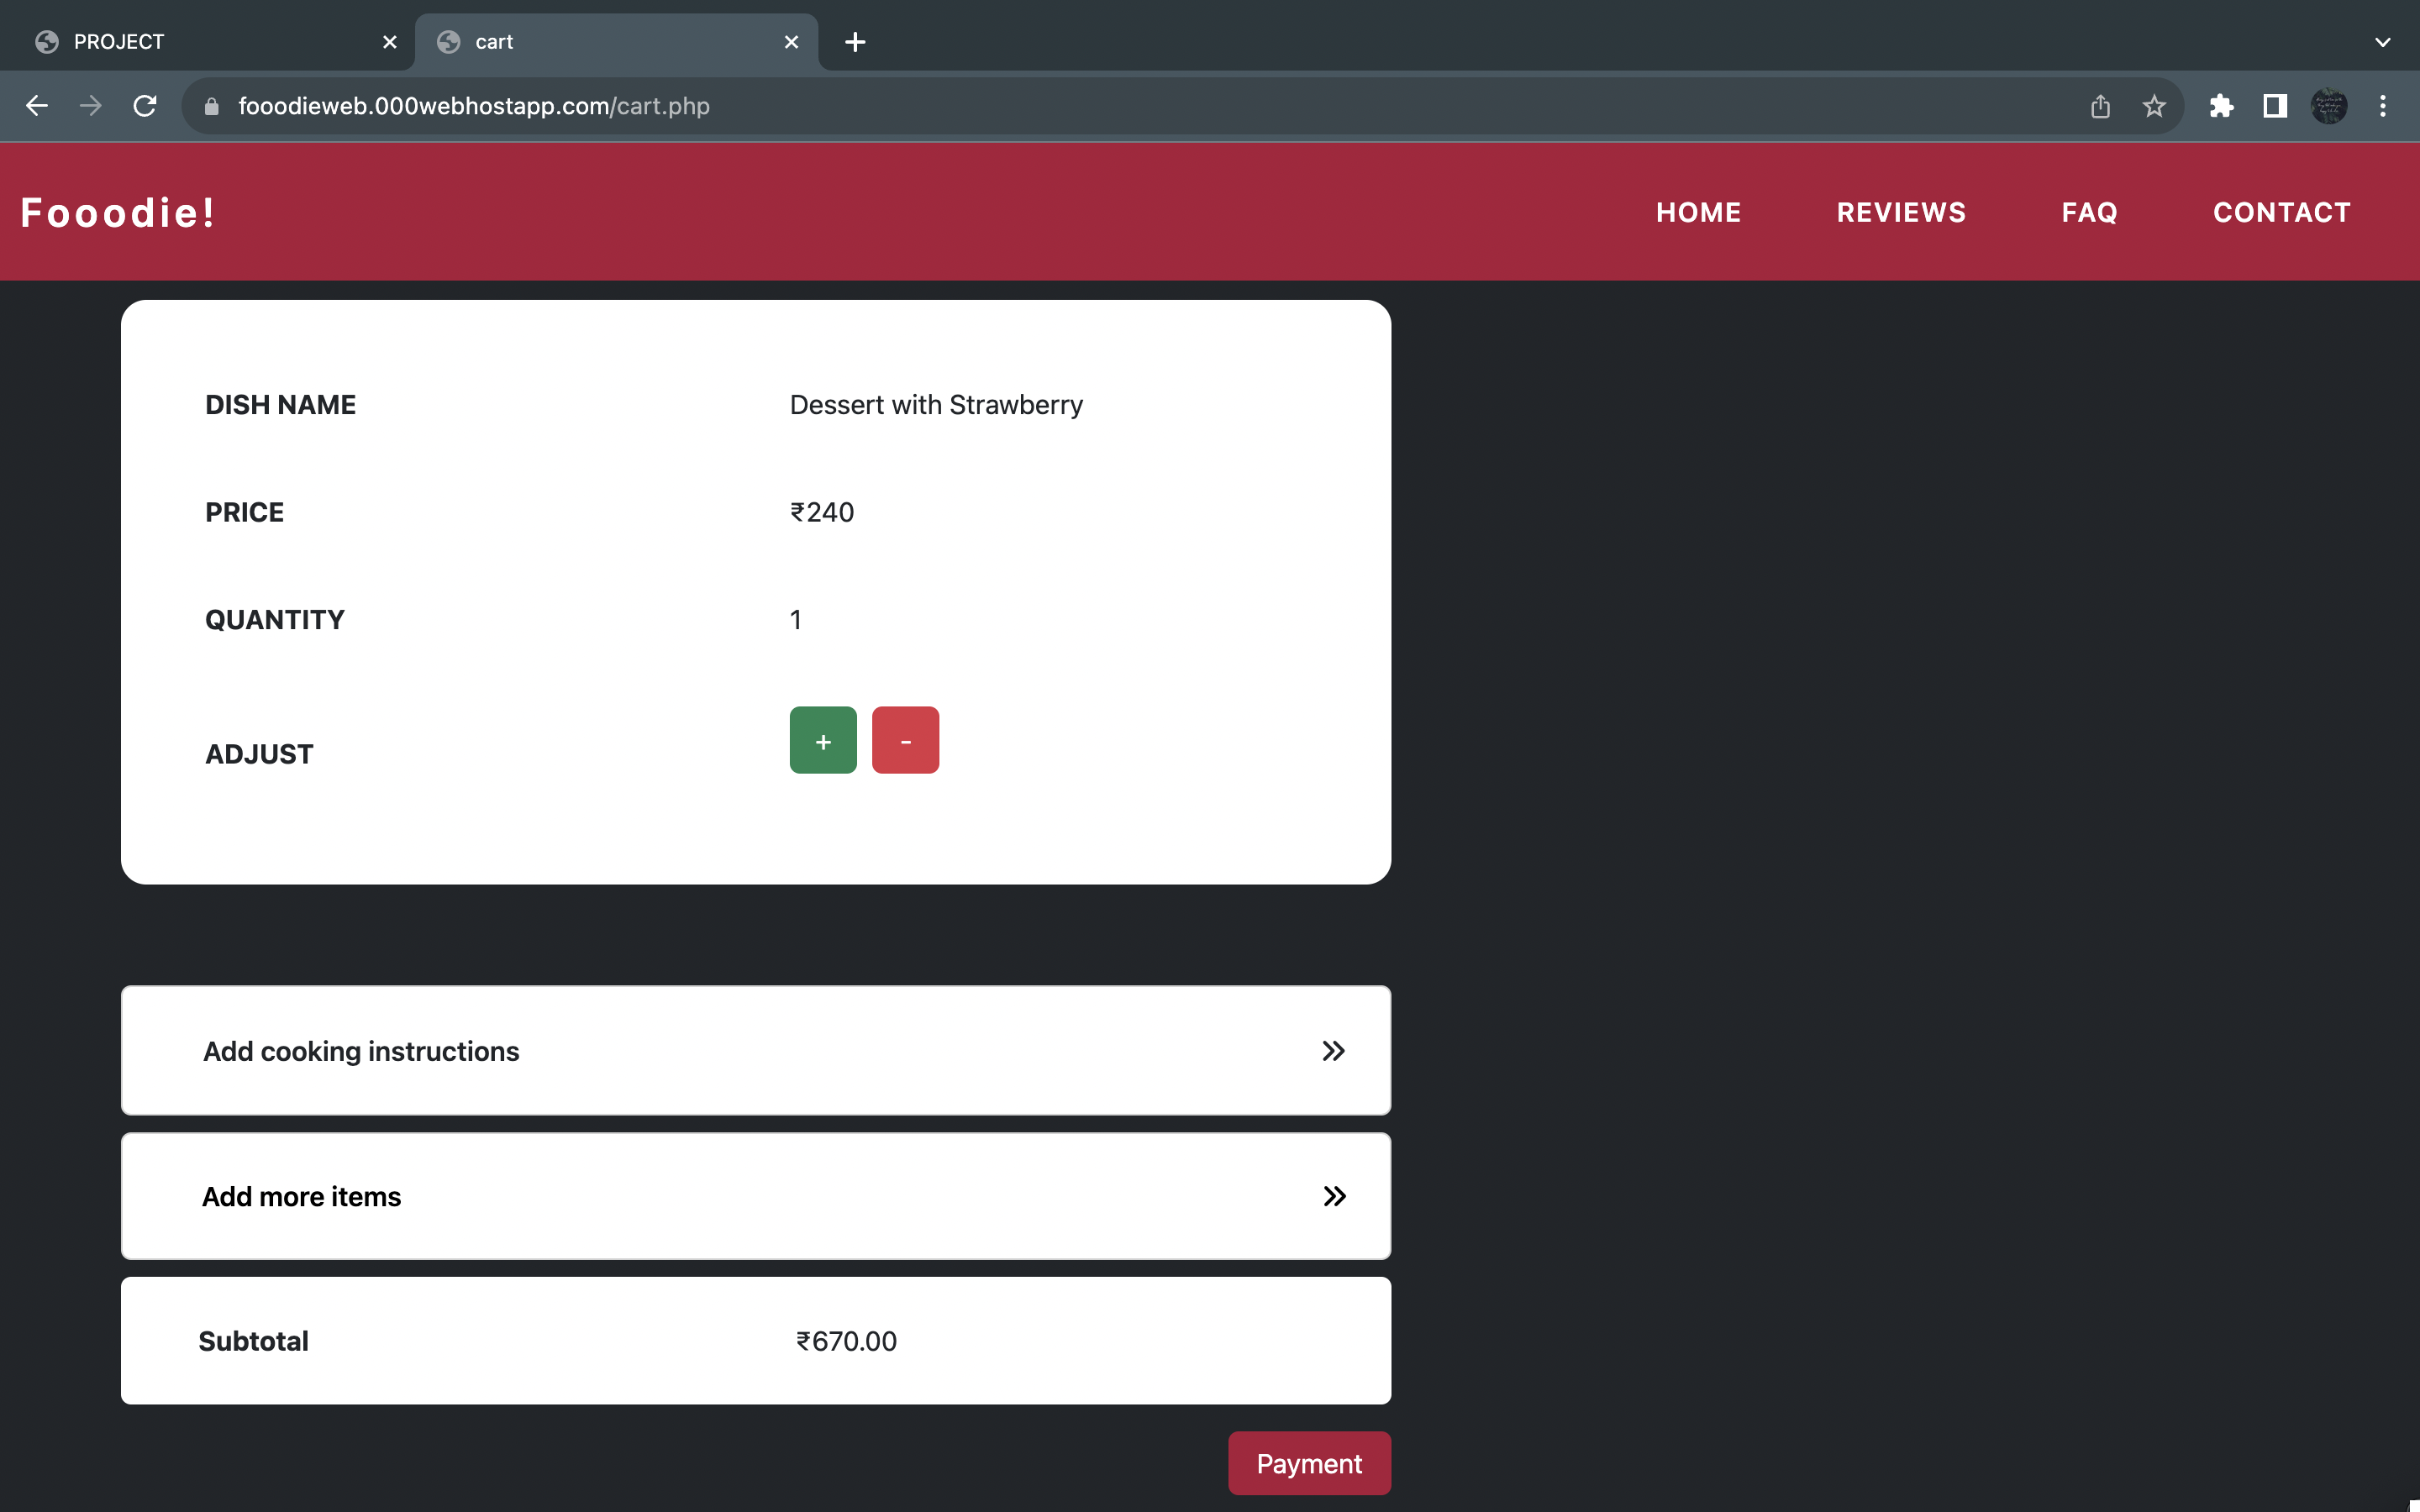 PROJECT
cart
fooodieweb.000webhostapp.com/cart.php
Fooodie!
HOME REVIEWS FAQ CONTACT
DISH NAME Dessert with Strawberry
PRICE ₹240
QUANTITY 1
ADJUST + -
Add cooking instructions
Add more items
Subtotal ₹670.00
Payment